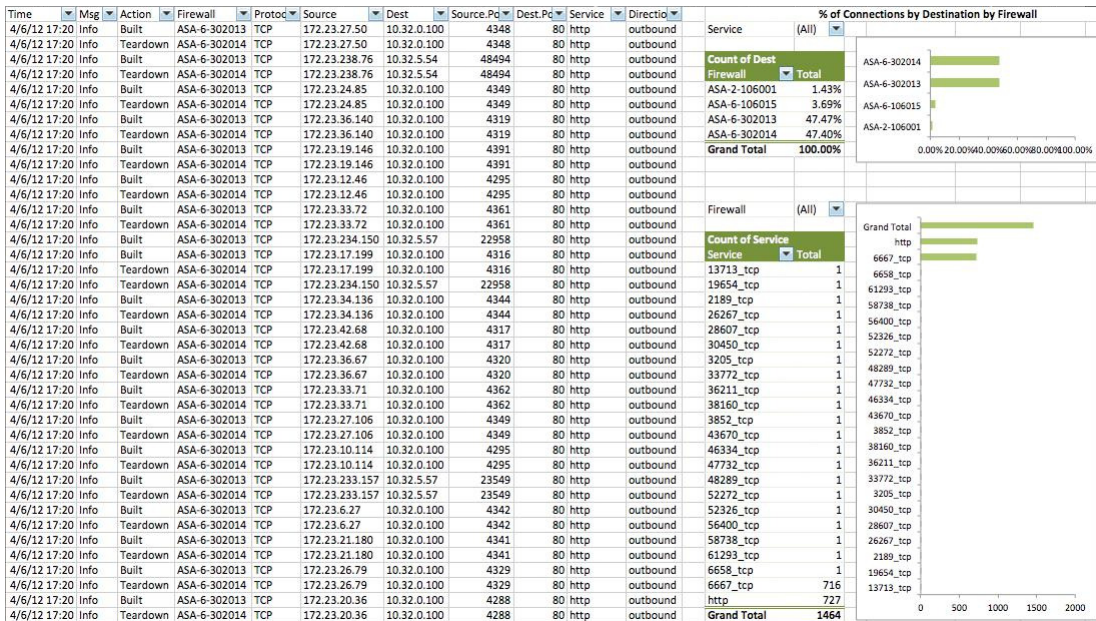 Time Msg Action Firewall Protoc Source Dest Source.Po Dest.Po Service Directio
4/6/12 17:20 Info Built ASA-6-302013 TCP 172.23.27.50 10.32.0.100 4348 80 http outbound
4/6/12 17:20 Info Teardown ASA-6-302014 TCP 172.23.27.50 10.32.0.100 4348 80 http outbound
4/6/12 17:20 Info Built ASA-6-302013 TCP 172.23.238.76 10.32.5.54 48494 80 http outbound
4/6/12 17:20 Info Teardown ASA-6-302014 TCP 172.23.238.76 10.32.5.54 48494 80 http outbound
4/6/12 17:20 Info Built ASA-6-302013 TCP 172.23.24.85 10.32.0.100 4349 80 http outbound
4/6/12 17:20 Info Teardown ASA-6-302014 TCP 172.23.24.85 10.32.0.100 4349 80 http outbound
4/6/12 17:20 Info Built ASA-6-302013 TCP 172.23.36.140 10.32.0.100 4319 80 http outbound
4/6/12 17:20 Info Teardown ASA-6-302014 TCP 172.23.36.140 10.32.0.100 4319 80 http outbound
4/6/12 17:20 Info Built ASA-6-302013 TCP 172.23.19.146 10.32.0.100 4391 80 http outbound
4/6/12 17:20 Info Teardown ASA-6-302014 TCP 172.23.19.146 10.32.0.100 4391 80 http outbound
4/6/12 17:20 Info Built ASA-6-302013 TCP 172.23.12.46 10.32.0.100 4295 80 http outbound
4/6/12 17:20 Info Teardown ASA-6-302014 TCP 172.23.12.46 10.32.0.100 4295 80 http outbound
4/6/12 17:20 Info Built ASA-6-302013 TCP 172.23.33.72 10.32.0.100 4361 80 http outbound
4/6/12 17:20 Info Teardown ASA-6-302014 TCP 172.23.33.72 10.32.0.100 4361 80 http outbound
4/6/12 17:20 Info Built ASA-6-302013 TCP 172.23.234.150 10.32.5.57 22958 80 http outbound
4/6/12 17:20 Info Built ASA-6-302013 TCP 172.23.17.199 10.32.0.100 4316 80 http outbound
4/6/12 17:20 Info Teardown ASA-6-302014 TCP 172.23.17.199 10.32.0.100 4316 80 http outbound
4/6/12 17:20 Info Teardown ASA-6-302014 TCP 172.23.234.150 10.32.5.57 22958 80 http outbound
4/6/12 17:20 Info Built ASA-6-302013 TCP 172.23.34.136 10.32.0.100 4344 80 http outbound
4/6/12 17:20 Info Teardown ASA-6-302014 TCP 172.23.34.136 10.32.0.100 4344 80 http outbound
4/6/12 17:20 Info Built ASA-6-302013 TCP 172.23.42.68 10.32.0.100 4317 80 http outbound
4/6/12 17:20 Info Teardown ASA-6-302014 TCP 172.23.42.68 10.32.0.100 4317 80 http outbound
4/6/12 17:20 Info Built ASA-6-302013 TCP 172.23.36.67 10.32.0.100 4320 80 http outbound
4/6/12 17:20 Info Teardown ASA-6-302014 TCP 172.23.36.67 10.32.0.100 4320 80 http outbound
4/6/12 17:20 Info Built ASA-6-302013 TCP 172.23.33.71 10.32.0.100 4362 80 http outbound
4/6/12 17:20 Info Teardown ASA-6-302014 TCP 172.23.33.71 10.32.0.100 4362 80 http outbound
4/6/12 17:20 Info Built ASA-6-302013 TCP 172.23.27.106 10.32.0.100 4349 80 http outbound
4/6/12 17:20 Info Teardown ASA-6-302014 TCP 172.23.27.106 10.32.0.100 4349 80 http outbound
4/6/12 17:20 Info Built ASA-6-302013 TCP 172.23.10.114 10.32.0.100 4295 80 http outbound
4/6/12 17:20 Info Teardown ASA-6-302014 TCP 172.23.10.114 10.32.0.100 4295 80 http outbound
4/6/12 17:20 Info Built ASA-6-302013 TCP 172.23.233.157 10.32.5.57 23549 80 http outbound
4/6/12 17:20 Info Teardown ASA-6-302014 TCP 172.23.233.157 10.32.5.57 23549 80 http outbound
4/6/12 17:20 Info Built ASA-6-302013 TCP 172.23.6.27 10.32.0.100 4342 80 http outbound
4/6/12 17:20 Info Teardown ASA-6-302014 TCP 172.23.6.27 10.32.0.100 4342 80 http outbound
4/6/12 17:20 Info Built ASA-6-302013 TCP 172.23.21.180 10.32.0.100 4341 80 http outbound
4/6/12 17:20 Info Teardown ASA-6-302014 TCP 172.23.21.180 10.32.0.100 4341 80 http outbound
4/6/12 17:20 Info Built ASA-6-302013 TCP 172.23.26.79 10.32.0.100 4329 80 http outbound
4/6/12 17:20 Info Teardown ASA-6-302014 TCP 172.23.26.79 10.32.0.100 4329 80 http outbound
4/6/12 17:20 Info Built ASA-6-302013 TCP 172.23.20.36 10.32.0.100 4288 80 http outbound
4/6/12 17:20 Info Teardown ASA-6-302014 TCP 172.23.20.36 10.32.0.100 4288 80 http outbound
% of Connections by Destination by Firewall
Service (All)
Count of Dest
Firewall Total
ASA-2-106001 1.43%
ASA-6-106015 3.69%
ASA-6-302013 47.47%
ASA-6-302014 47.40%
Grand Total 100.00%
ASA-6-302014
ASA-6-302013
ASA-6-106015
ASA-2-106001
0.00% 20.00% 40.00% 60.00% 80.00% 100.00%
Firewall (All)
Count of Service
Service Total
13713_tcp 1
19654_tcp 1
2189_tcp 1
26267_tcp 1
28607_tcp 1
30450_tcp 1
3205_tcp 1
33772_tcp 1
36211_tcp 1
38160_tcp 1
3852_tcp 1
43670_tcp 1
46334_tcp 1
47732_tcp 1
48289_tcp 1
52272_tcp 1
52326_tcp 1
56400_tcp 1
58738_tcp 1
61293_tcp 1
6658_tcp 1
6667_tcp 716
http 727
Grand Total 1464
Grand Total
http
6667_tcp
6658_tcp
61293_tcp
58738_tcp
56400_tcp
52326_tcp
52272_tcp
48289_tcp
47732_tcp
46334_tcp
43670_tcp
3852_tcp
38160_tcp
36211_tcp
33772_tcp
3205_tcp
30450_tcp
28607_tcp
26267_tcp
2189_tcp
19654_tcp
13713_tcp
0 500 1000 1500 2000